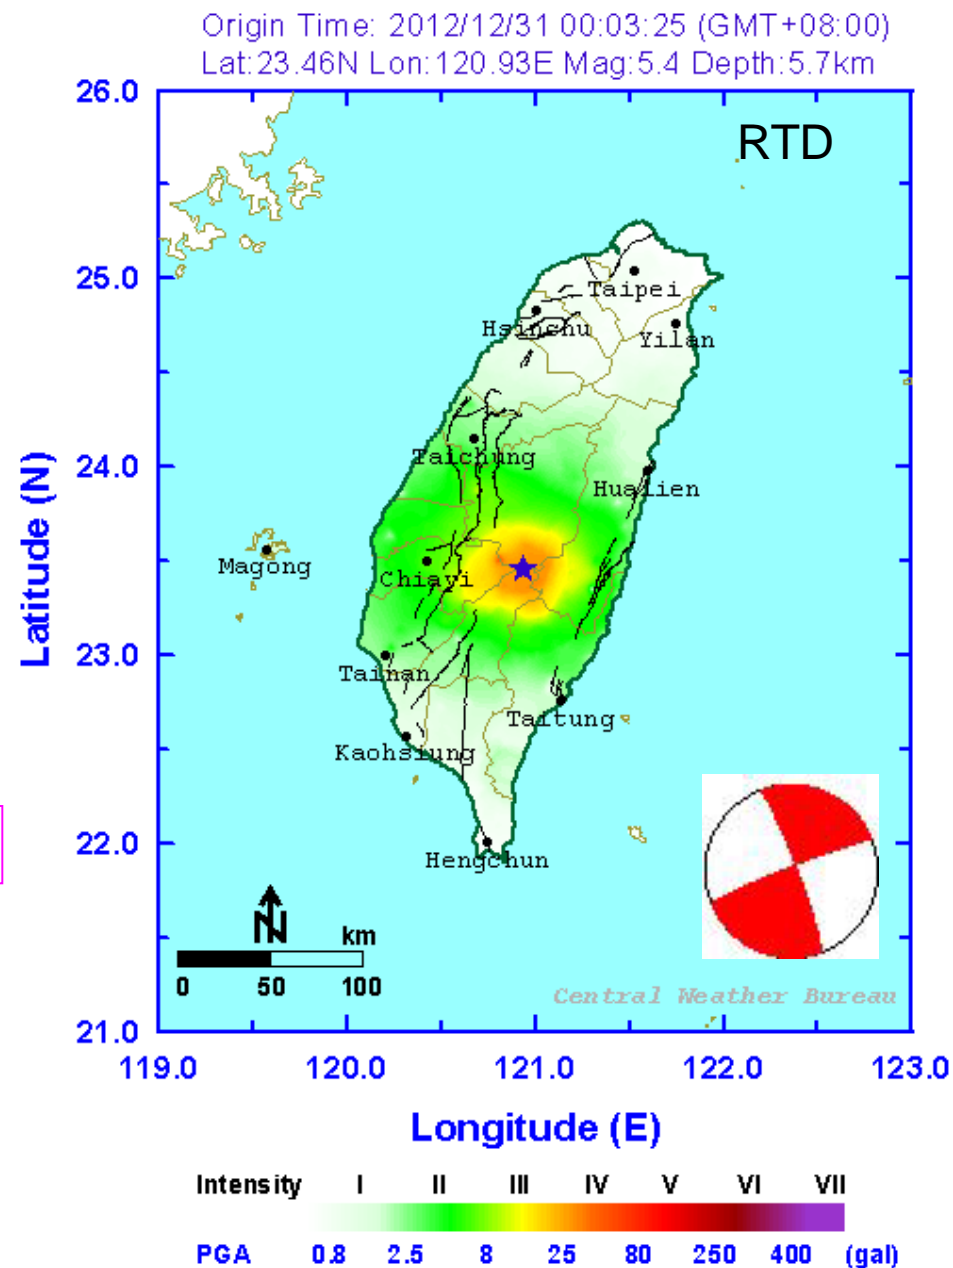 Origin Time: 2012/12/31 00:03:25 (GMT+08:00)
Lat:23.46N Lon:120.93E Mag:5.4 Depth:5.7km
26.0
RTD
25.0
Taipei
Hsinchu
Yilan
24.0
Taichung
Hualien
Magong
Chiayi
23.0
Tainan
Taitung
Kaohsiung
22.0
Hengchun
N
km
0 50 100
Central Weather Bureau
21.0
119.0 120.0 121.0 122.0 123.0
Latitude (N)
Longitude (E)
Intensity I II III IV V VI VII
PGA 0.8 2.5 8 25 80 250 400 (gal)